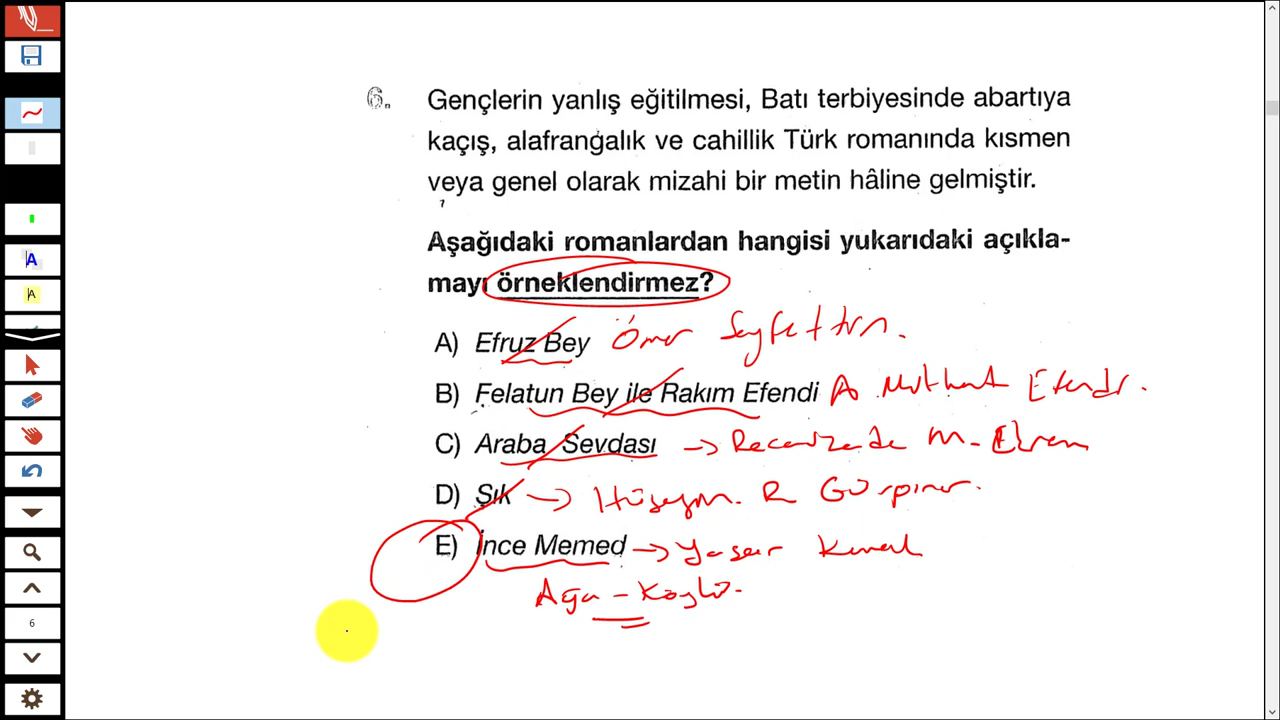 6. Gençlerin yanlış eğitilmesi, Batı terbiyesinde abartıya
kaçış, alafrangalık ve cahillik Türk romanında kısmen
veya genel olarak mizahi bir metin hâline gelmiştir.
Aşağıdaki romanlardan hangisi yukarıdaki açıkla-
mayı örneklendirmez?
A) Efruz Bey Ömer Seyfettin.
B) Felatun Bey ile Rakım Efendi A Mithat Efendi.
C) Araba Sevdası → Recaizade M. Ekrem
D) Şık → Hüseyin R Gürpınar.
E) İnce Memed → Yaşar Kemal
Ağa - Köylü.
A
A
6